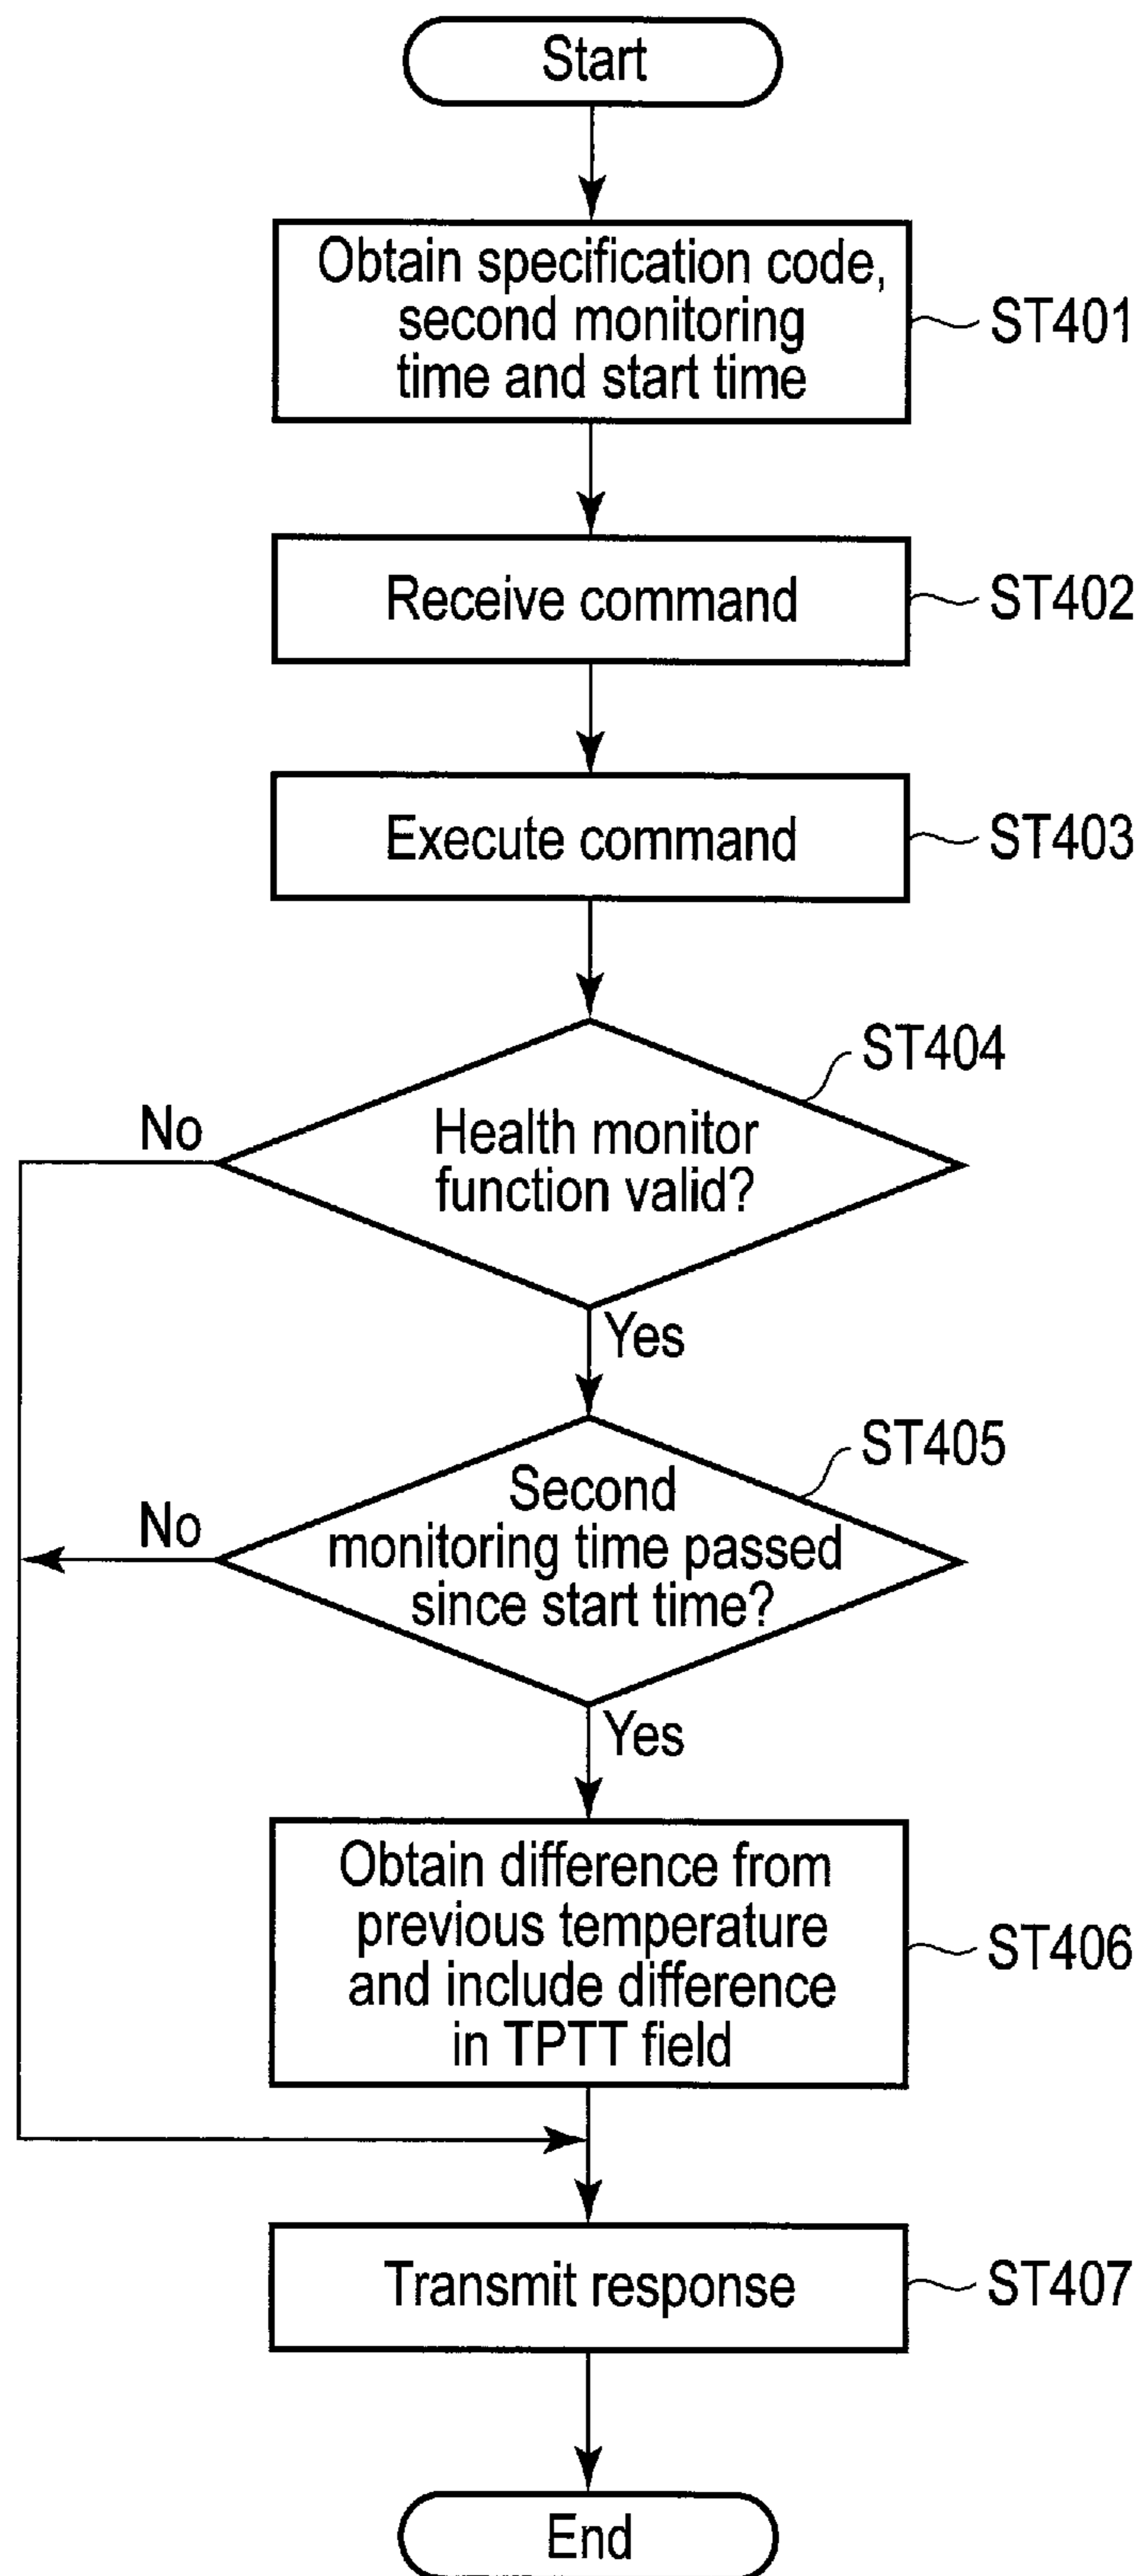 Start
Obtain specification code,
second monitoring
time and start time
ST401
Receive command
ST402
Execute command
ST403
ST404
No
Health monitor
function valid?
Yes
ST405
No
Second
monitoring time passed
since start time?
Yes
Obtain difference from
previous temperature
and include difference
in TPTT field
ST406
Transmit response
ST407
End